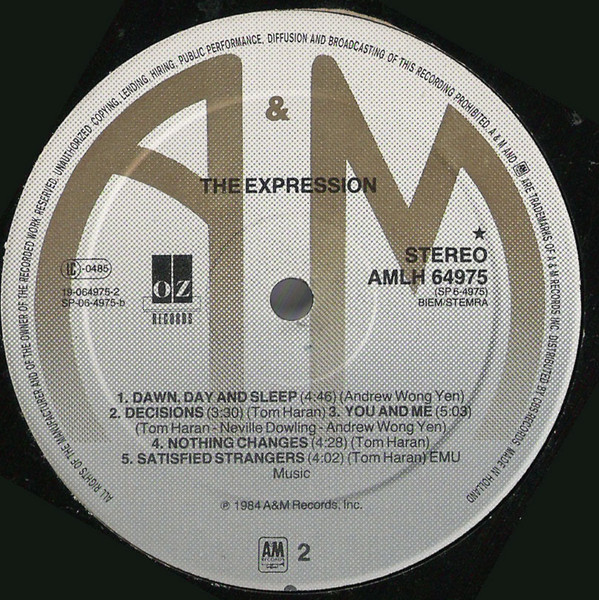 ALL RIGHTS OF THE MANUFACTURER AND OF THE OWNER OF THE RECORDED WORK RESERVED. UNAUTHORIZED COPYING, LENDING, HIRING, PUBLIC PERFORMANCE, DIFFUSION AND BROADCASTING OF THIS RECORDING PROHIBITED. A & M AND A&M ARE TRADEMARKS OF A & M RECORDS INC. DISTRIBUTED BY CBS-RECORDS. MADE IN HOLLAND
A & M
THE EXPRESSION
LC-0485
19-064975-2
SP-06-4975-b
OZ
RECORDS
★
STEREO
AMLH 64975
(SP 6-4975)
BIEM/STEMRA
1. DAWN, DAY AND SLEEP (4:46) (Andrew Wong Yen)
2. DECISIONS (3:30) (Tom Haran) 3. YOU AND ME (5:03)
(Tom Haran - Neville Dowling - Andrew Wong Yen)
4. NOTHING CHANGES (4:28) (Tom Haran)
5. SATISFIED STRANGERS (4:02) (Tom Haran) EMU
Music
℗ 1984 A&M Records, Inc.
A&M
RECORDS
2